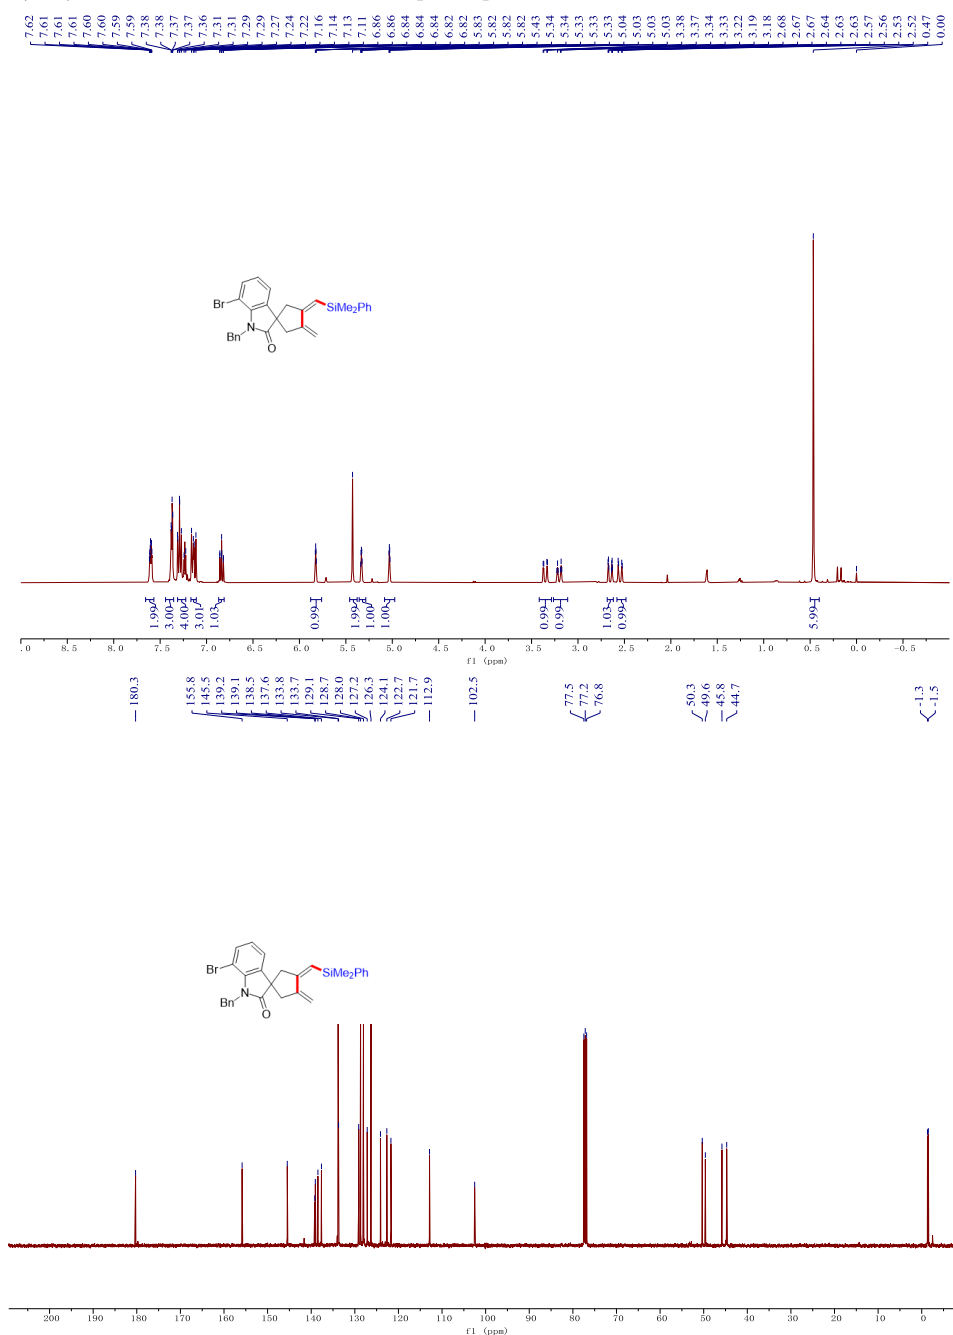 7.62 7.61 7.61 7.61 7.60 7.60 7.59 7.59 7.38 7.38 7.37 7.37 7.36 7.31 7.31 7.29 7.29 7.27 7.24 7.22 7.16 7.14 7.13 7.11 6.86 6.86 6.84 6.84 6.84 6.82 6.82 5.83 5.82 5.82 5.82 5.43 5.34 5.34 5.33 5.33 5.33 5.04 5.03 5.03 5.03 3.38 3.37 3.34 3.33 3.22 3.19 3.18 2.68 2.67 2.67 2.64 2.63 2.63 2.57 2.56 2.53 2.52 0.47 0.00
Br
SiMe2Ph
N
Bn
O
1.99 3.00 4.00 3.01 1.03 0.99 1.99 1.00 1.00 0.99 0.99 1.03 0.99 5.99
.0 8.5 8.0 7.5 7.0 6.5 6.0 5.5 5.0 4.5 4.0 3.5 3.0 2.5 2.0 1.5 1.0 0.5 0.0 -0.5
f1 (ppm)
180.3 155.8 145.5 139.2 139.1 138.5 137.6 133.8 133.7 129.1 128.7 128.0 127.2 126.3 124.1 122.7 121.7 112.9 102.5 77.5 77.2 76.8 50.3 49.6 45.8 44.7 -1.3 -1.5
Br
SiMe2Ph
N
Bn
O
200 190 180 170 160 150 140 130 120 110 100 90 80 70 60 50 40 30 20 10 0
f1 (ppm)